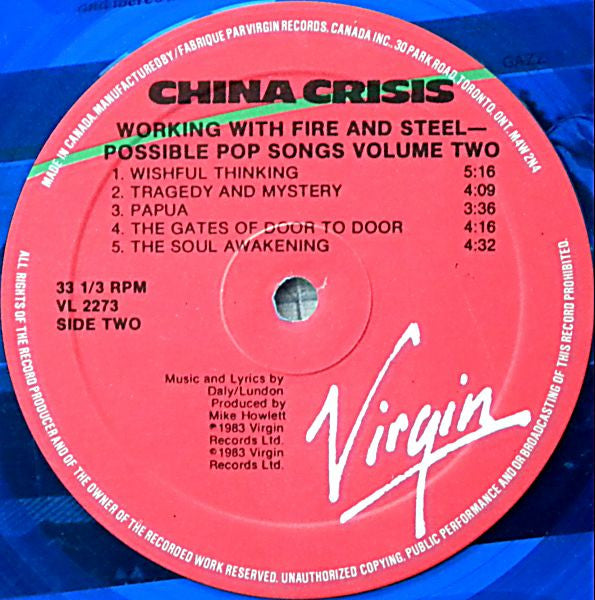 MADE IN CANADA. MANUFACTURED BY / FABRIQUE PAR VIRGIN RECORDS, CANADA INC., 30 PARK ROAD, TORONTO, ONT. M4W 2N4
GAZZ
CHINA CRISIS
WORKING WITH FIRE AND STEEL—
POSSIBLE POP SONGS VOLUME TWO
1. WISHFUL THINKING 5:16
2. TRAGEDY AND MYSTERY 4:09
3. PAPUA 3:36
4. THE GATES OF DOOR TO DOOR 4:16
5. THE SOUL AWAKENING 4:32
33 1/3 RPM
VL 2273
SIDE TWO
Music and Lyrics by
Daly/Lundon
Produced by
Mike Howlett
℗1983 Virgin
Records Ltd.
©1983 Virgin
Records Ltd.
Virgin
ALL RIGHTS OF THE RECORD PRODUCER AND OF THE OWNER OF THE RECORDED WORK RESERVED. UNAUTHORIZED COPYING, PUBLIC PERFORMANCE AND/OR BROADCASTING OF THIS RECORD PROHIBITED.